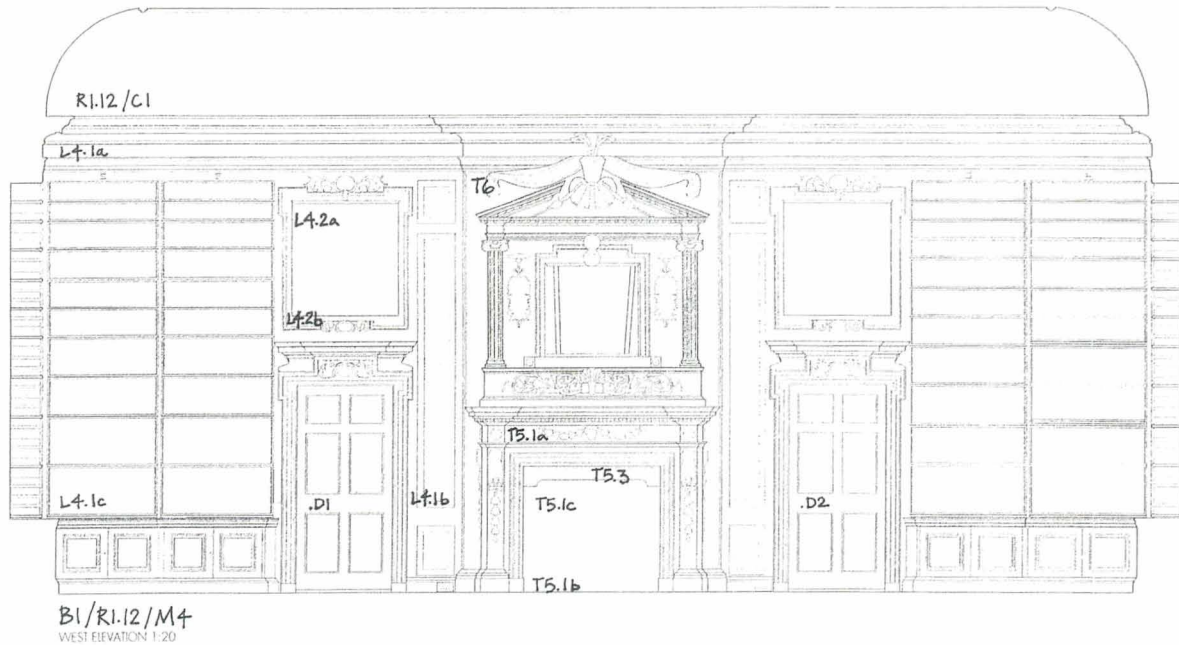 R1.12/C1
L4.1a
T6
L4.2a
L4.2b
T5.1a
T5.3
L4.1c
.D1
L4.1b
T5.1c
.D2
T5.1b
B1/R1.12/M4
WEST ELEVATION 1:20